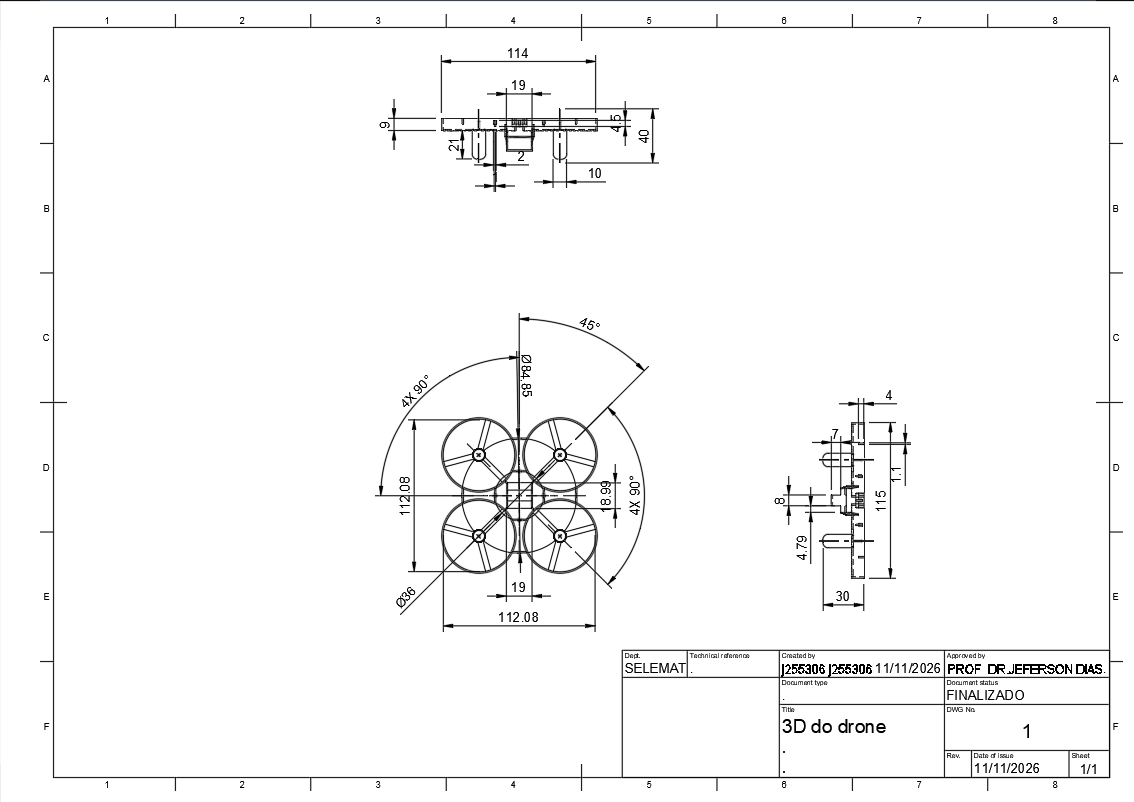 1 2 3 4 5 6 7 8
A A
B B
C C
D D
E E
F F
1 2 3 4 5 6 7 8
114
19
9
21
2
4.5
40
10
45°
4X 90°
Ø84.85
112.08
18.99
4X 90°
Ø36
19
112.08
4
7
1.1
8
115
4.79
30
Dept.
SELEMAT
Technical reference
.
Created by
j255306 j255306 11/11/2026
Approved by
PROF DR.JEFERSON DIAS.
Document type
.
Document status
FINALIZADO
Title
3D do drone
.
.
DWG No.
1
Rev.
Date of issue
11/11/2026
Sheet
1/1